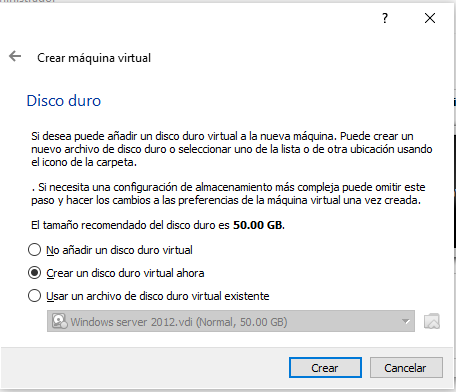 ministrador
Crear máquina virtual
Disco duro
Si desea puede añadir un disco duro virtual a la nueva máquina. Puede crear un
nuevo archivo de disco duro o seleccionar uno de la lista o de otra ubicación usando
el icono de la carpeta.
. Si necesita una configuración de almacenamiento más compleja puede omitir este
paso y hacer los cambios a las preferencias de la máquina virtual una vez creada.
El tamaño recomendado del disco duro es 50.00 GB.
No añadir un disco duro virtual
Crear un disco duro virtual ahora
Usar un archivo de disco duro virtual existente
Windows server 2012.vdi (Normal, 50.00 GB)
Crear
Cancelar